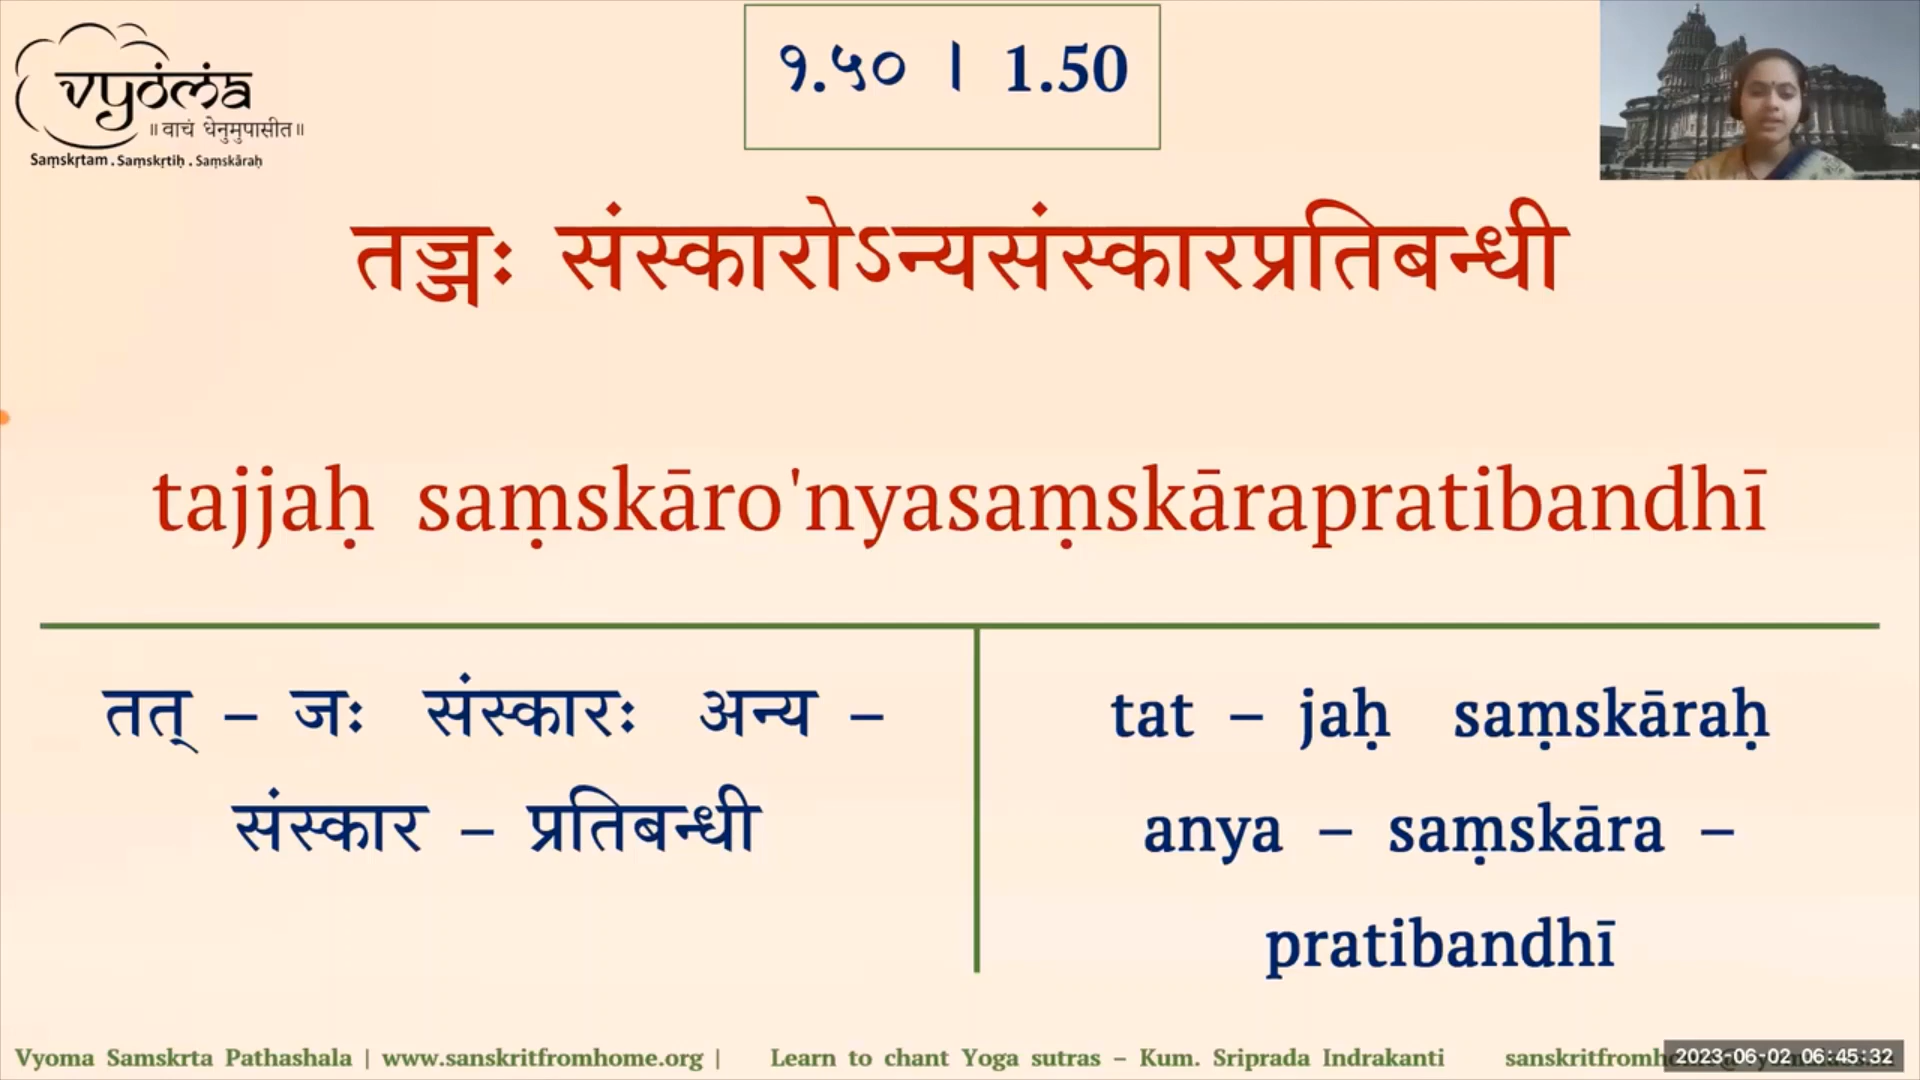 vyoma
॥ वाचं धेनुमुपासीत॥
Saṃskṛtam . Saṃskṛtiḥ . Saṃskāraḥ
१.५० । 1.50
तज्जः संस्कारोऽन्यसंस्कारप्रतिबन्धी
tajjaḥ saṃskāro'nyasaṃskārapratibandhī
तत् – जः संस्कारः अन्य –
संस्कार – प्रतिबन्धी
tat – jaḥ saṃskāraḥ
anya – saṃskāra –
pratibandhī
Vyoma Samskrta Pathashala | www.sanskritfromhome.org | Learn to chant Yoga sutras – Kum. Sriprada Indrakanti
2023-06-02 06:45:32